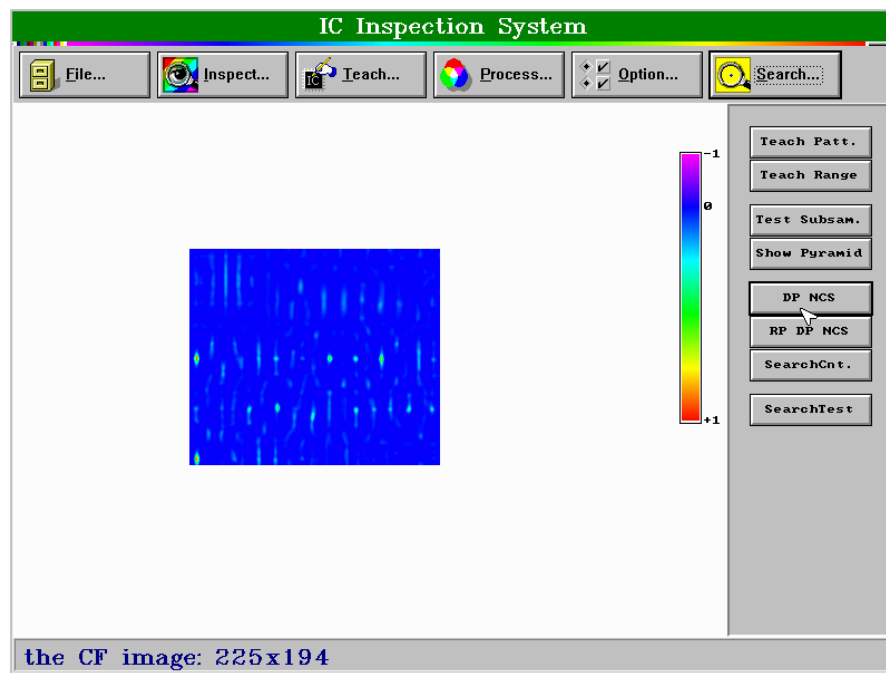 IC Inspection System
File... Inspect... Teach... Process... Option... Search...
IC
Teach Patt.
Teach Range
Test Subsam.
Show Pyramid
DP NCS
RP DP NCS
SearchCnt.
SearchTest
-1
0
+1
the CF image: 225x194